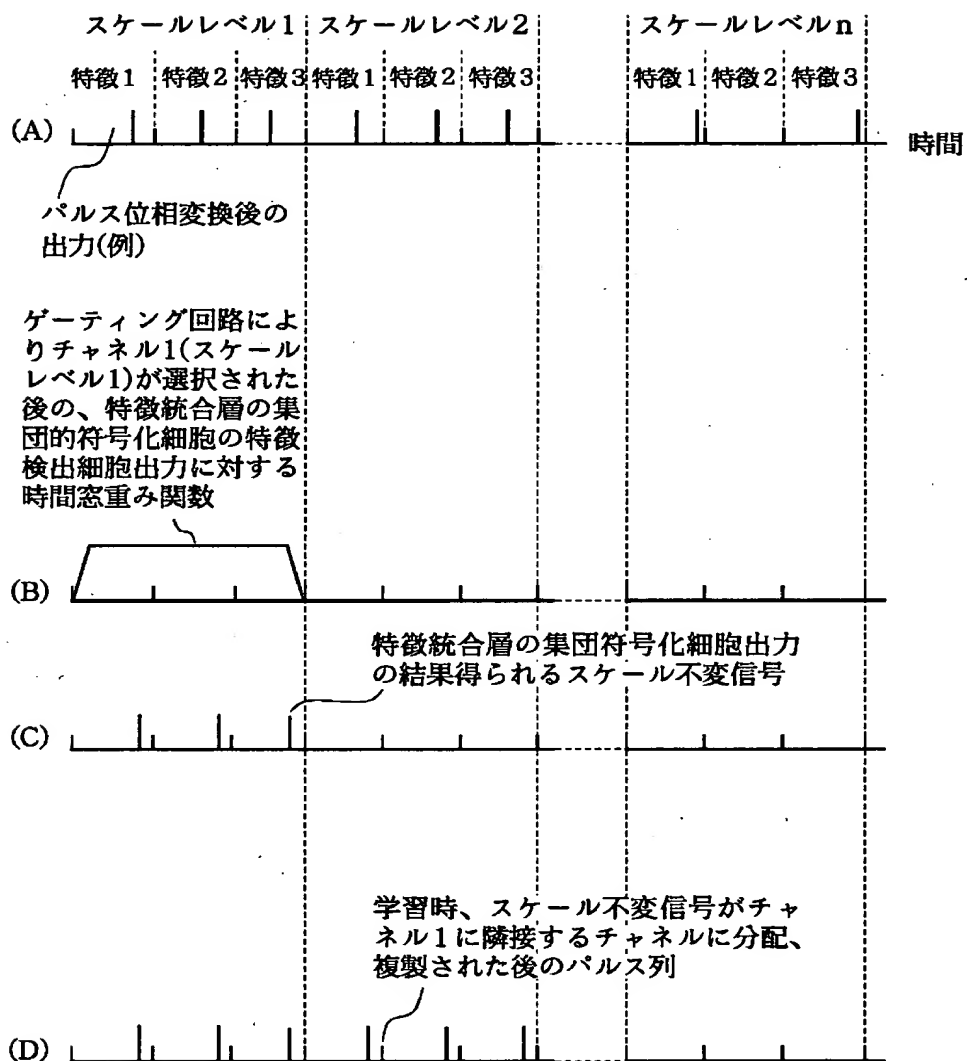 スケールレベル1 スケールレベル2 スケールレベルn
特徴1 特徴2 特徴3 特徴1 特徴2 特徴3 特徴1 特徴2 特徴3
(A)
時間
パルス位相変換後の
出力(例)
ゲーティング回路によ
りチャネル1(スケール
レベル1)が選択された
後の、特徴統合層の集
団的符号化細胞の特徴
検出細胞出力に対する
時間窓重み関数
(B)
特徴統合層の集団符号化細胞出力
の結果得られるスケール不変信号
(C)
学習時、スケール不変信号がチャ
ネル1に隣接するチャネルに分配、
複製された後のパルス列
(D)